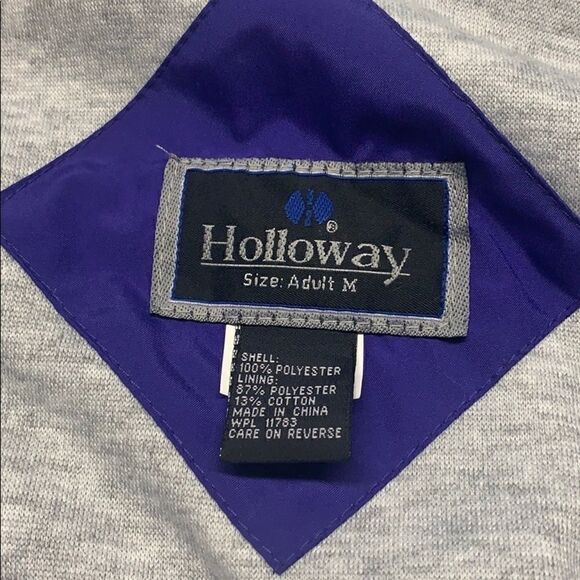 Holloway®
Size: Adult M
SHELL:
100% POLYESTER
LINING:
87% POLYESTER
13% COTTON
MADE IN CHINA
WPL 11783
CARE ON REVERSE